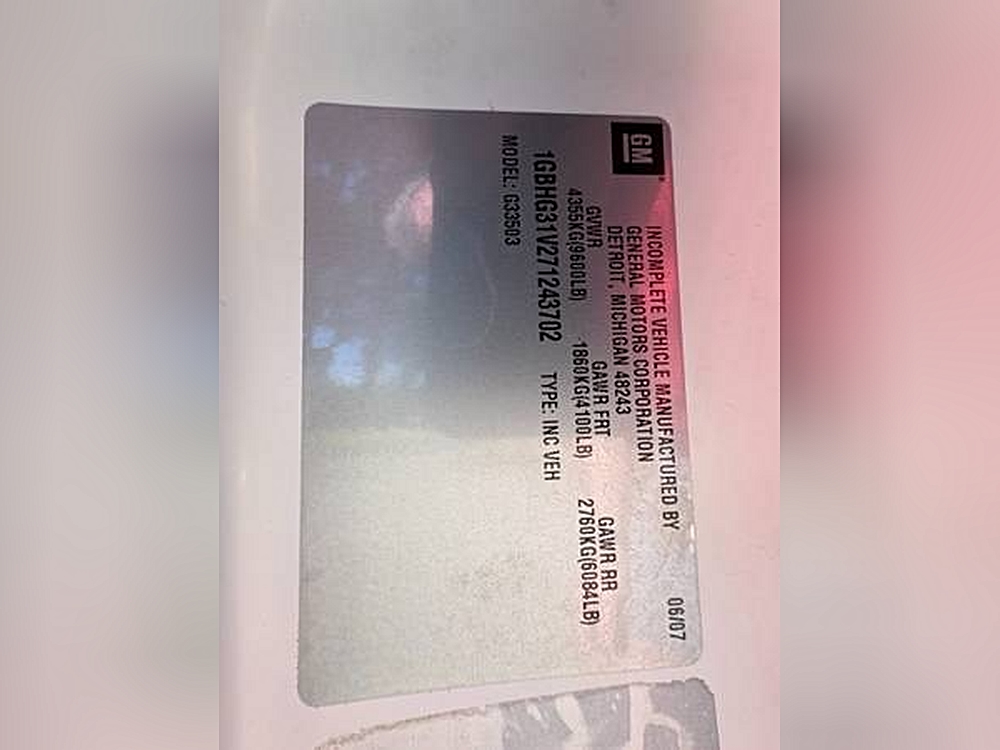 GM
INCOMPLETE VEHICLE MANUFACTURED BY 06/07
GENERAL MOTORS CORPORATION
DETROIT, MICHIGAN 48243
GVWR GAWR FRT GAWR RR
4355KG(9600LB) 1860KG(4100LB) 2760KG(6084LB)
1GBHG31V271243702 TYPE: INC VEH
MODEL: G33503